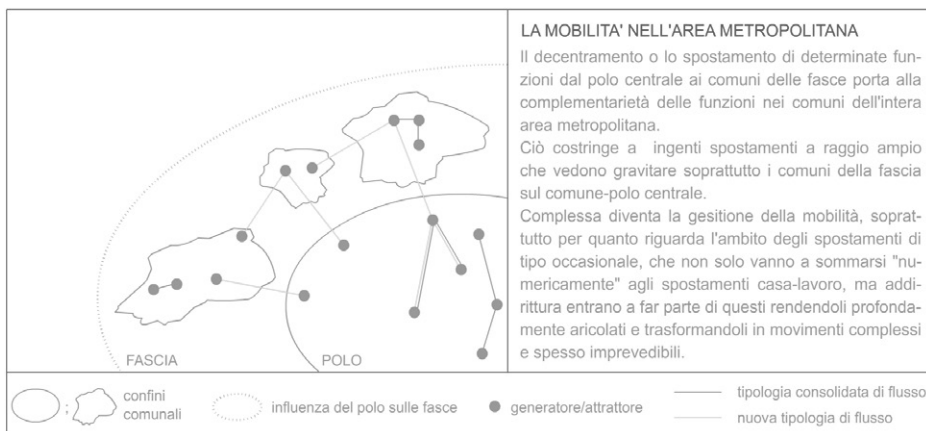 LA MOBILITA' NELL'AREA METROPOLITANA
Il decentramento o lo spostamento di determinate fun-
zioni dal polo centrale ai comuni delle fasce porta alla
complementarietà delle funzioni nei comuni dell'intera
area metropolitana.
Ciò costringe a ingenti spostamenti a raggio ampio
che vedono gravitare soprattutto i comuni della fascia
sul comune-polo centrale.
Complessa diventa la gesitione della mobilità, soprat-
tutto per quanto riguarda l'ambito degli spostamenti di
tipo occasionale, che non solo vanno a sommarsi "nu-
mericamente" agli spostamenti casa-lavoro, ma addi-
rittura entrano a far parte di questi rendendoli profonda-
mente aricolati e trasformandoli in movimenti complessi
e spesso imprevedibili.
FASCIA
POLO
; confini
comunali
influenza del polo sulle fasce
generatore/attrattore
tipologia consolidata di flusso
nuova tipologia di flusso